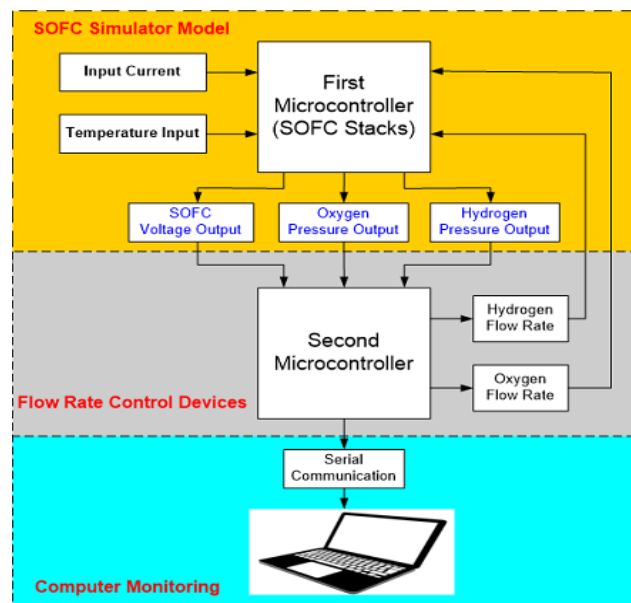 SOFC Simulator Model
Input Current
Temperature Input
First
Microcontroller
(SOFC Stacks)
SOFC
Voltage Output
Oxygen
Pressure Output
Hydrogen
Pressure Output
Second
Microcontroller
Hydrogen
Flow Rate
Oxygen
Flow Rate
Flow Rate Control Devices
Serial
Communication
Computer Monitoring